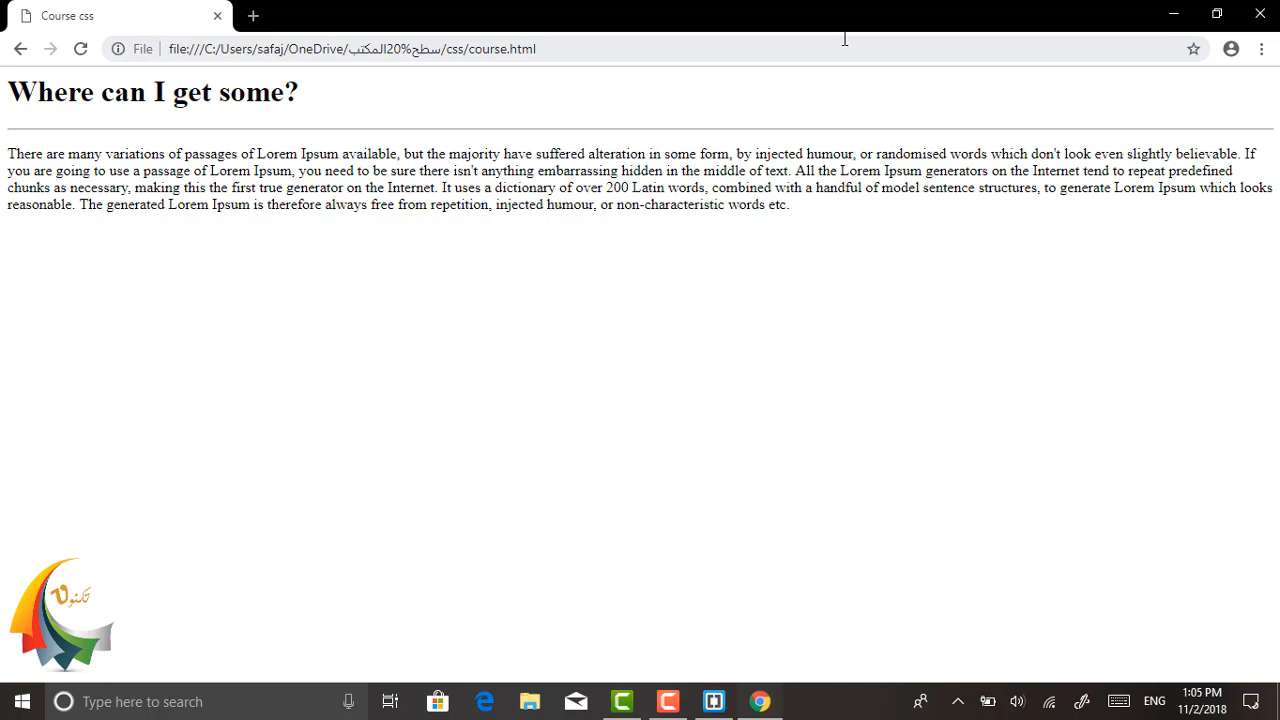 Course css
File
file:///C:/Users/safaj/OneDrive/سطح%20المكتب/css/course.html
Where can I get some?
There are many variations of passages of Lorem Ipsum available, but the majority have suffered alteration in some form, by injected humour, or randomised words which don't look even slightly believable. If
you are going to use a passage of Lorem Ipsum, you need to be sure there isn't anything embarrassing hidden in the middle of text. All the Lorem Ipsum generators on the Internet tend to repeat predefined
chunks as necessary, making this the first true generator on the Internet. It uses a dictionary of over 200 Latin words, combined with a handful of model sentence structures, to generate Lorem Ipsum which looks
reasonable. The generated Lorem Ipsum is therefore always free from repetition, injected humour, or non-characteristic words etc.
تكنو
Type here to search
ENG
1:05 PM
11/2/2018